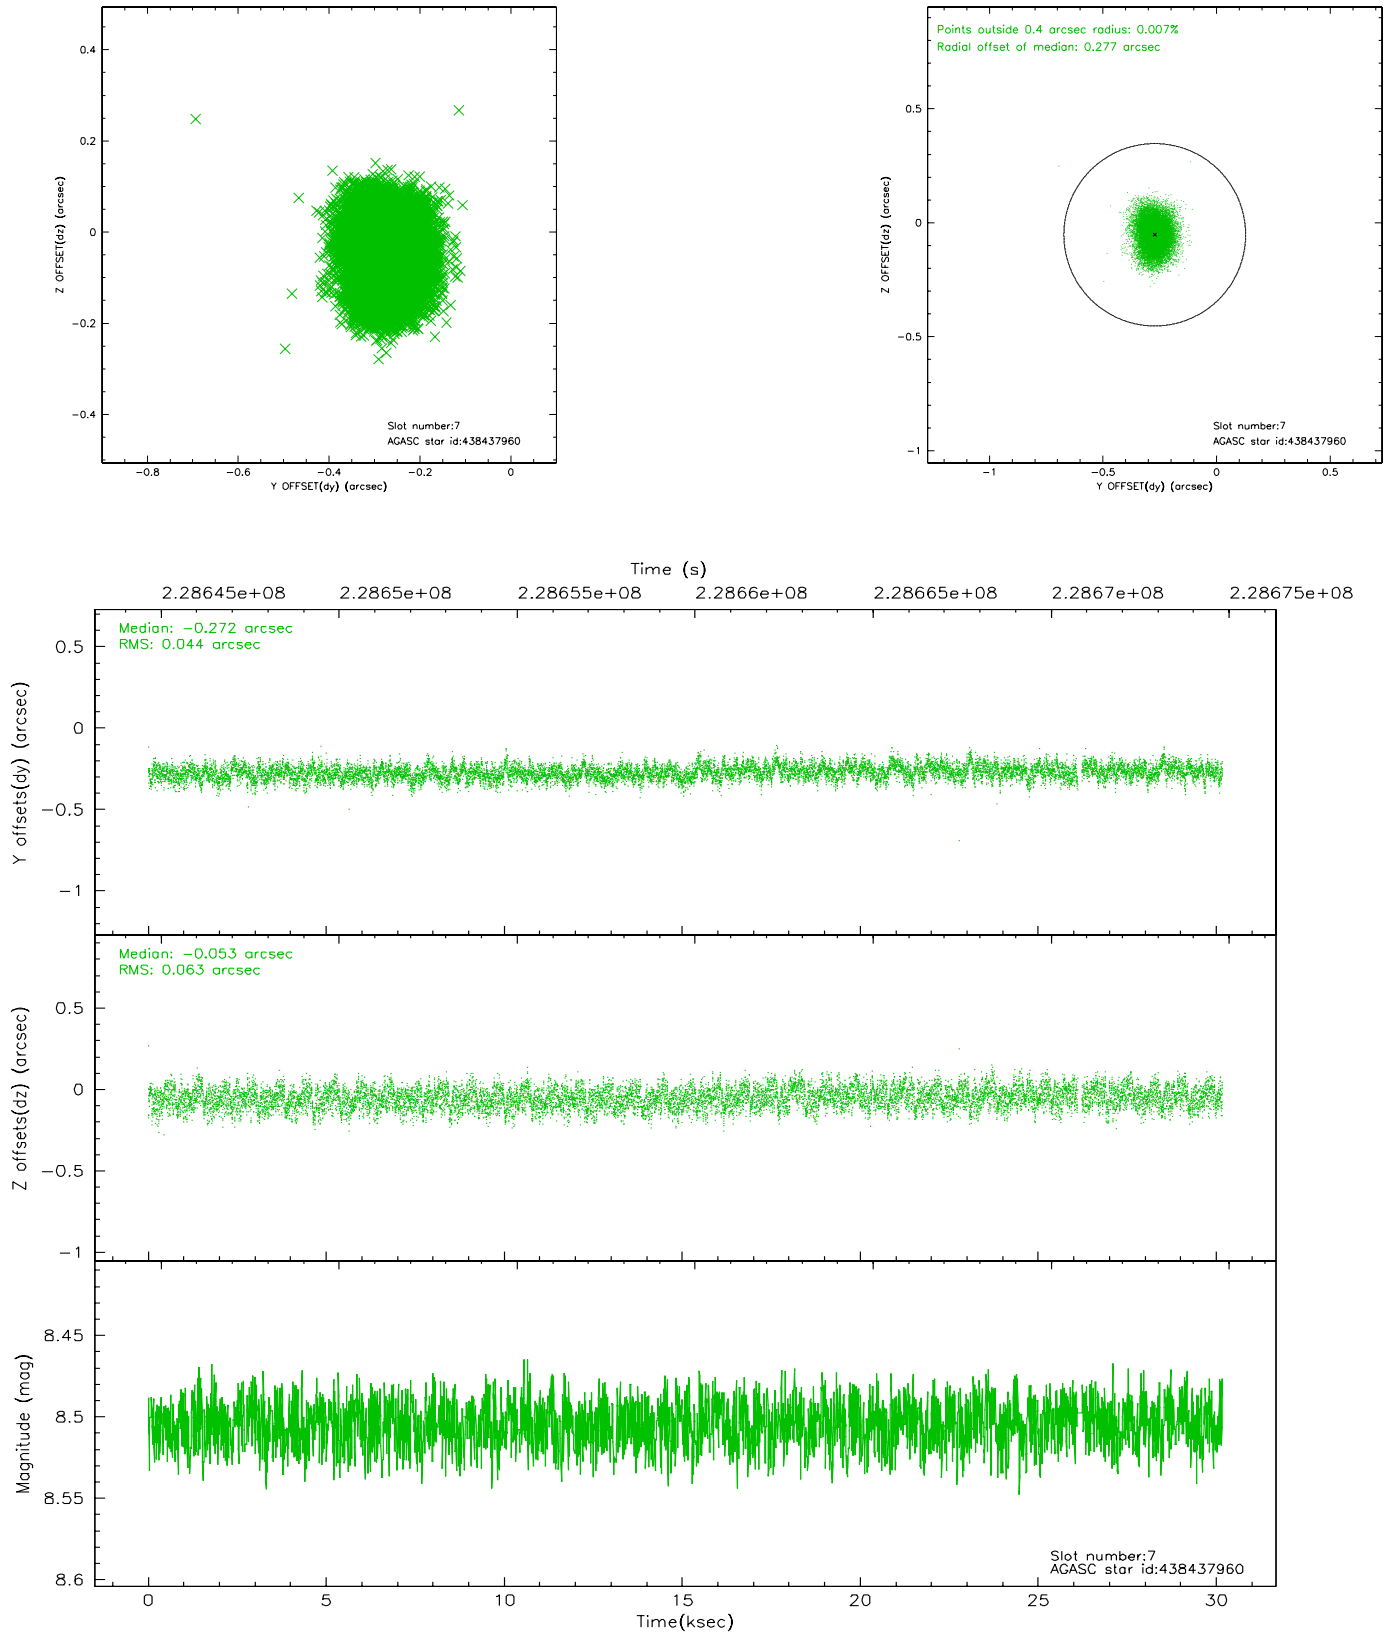 0.4
0.2
0
−0.2
−0.4
Z OFFSET(dz) (arcsec)
−0.8 −0.6 −0.4 −0.2 0
Y OFFSET(dy) (arcsec)
Slot number:7
AGASC star id:438437960
Points outside 0.4 arcsec radius: 0.007%
Radial offset of median: 0.277 arcsec
0.5
0
−0.5
−1
Z OFFSET(dz) (arcsec)
−1 −0.5 0 0.5
Y OFFSET(dy) (arcsec)
Slot number:7
AGASC star id:438437960
Time (s)
2.28645e+08 2.2865e+08 2.28655e+08 2.2866e+08 2.28665e+08 2.2867e+08 2.28675e+08
Median: −0.272 arcsec
RMS: 0.044 arcsec
0.5
0
−0.5
−1
Y offsets(dy) (arcsec)
Median: −0.053 arcsec
RMS: 0.063 arcsec
0.5
0
−0.5
−1
Z offsets(dz) (arcsec)
8.45
8.5
8.55
8.6
Magnitude (mag)
Slot number:7
AGASC star id:438437960
0 5 10 15 20 25 30
Time(ksec)